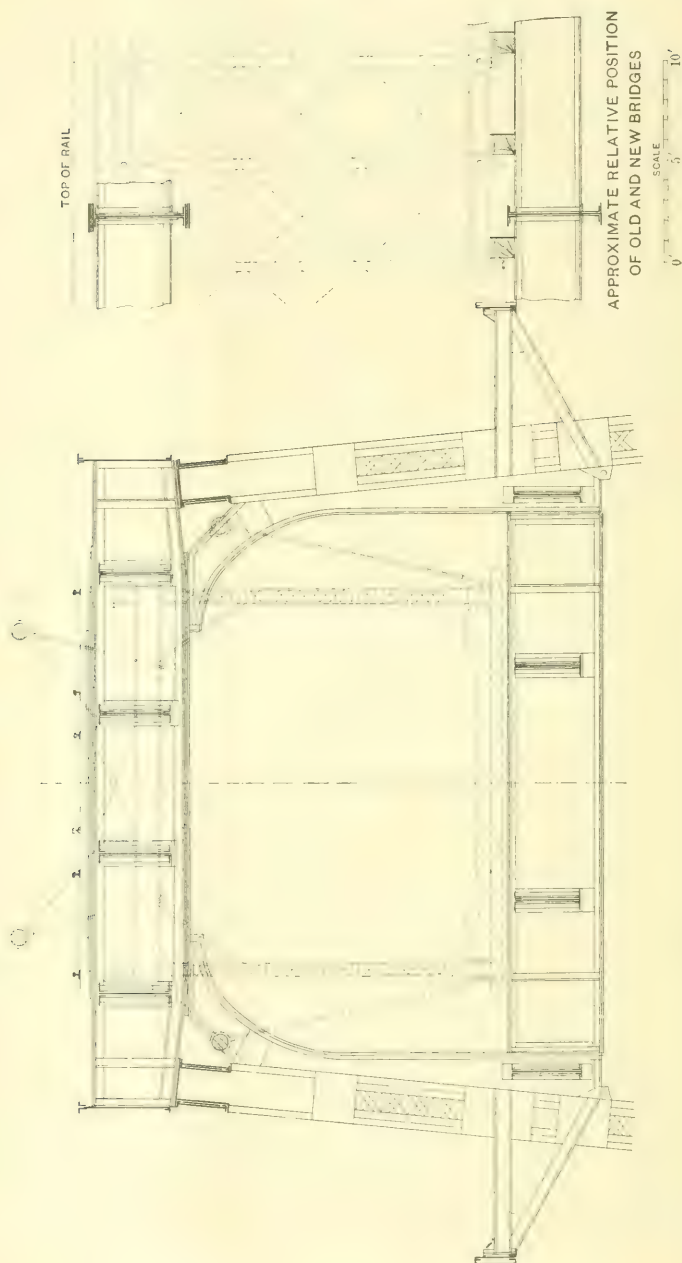 TOP OF RAIL
APPROXIMATE RELATIVE POSITION
OF OLD AND NEW BRIDGES
SCALE
0' 5' 10'